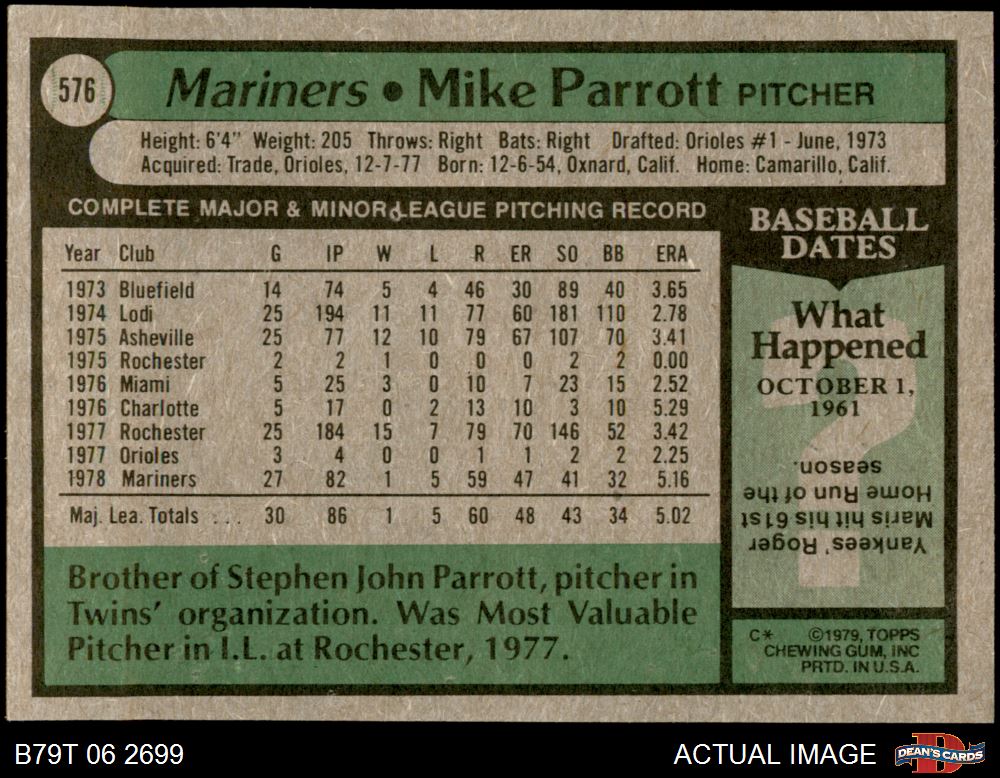 576
Mariners • Mike Parrott PITCHER
Height: 6'4" Weight: 205 Throws: Right Bats: Right Drafted: Orioles #1 - June, 1973
Acquired: Trade, Orioles, 12-7-77 Born: 12-6-54, Oxnard, Calif. Home: Camarillo, Calif.
COMPLETE MAJOR & MINOR LEAGUE PITCHING RECORD
Year Club G IP W L R ER SO BB ERA
1973 Bluefield 14 74 5 4 46 30 89 40 3.65
1974 Lodi 25 194 11 11 77 60 181 110 2.78
1975 Asheville 25 77 12 10 79 67 107 70 3.41
1975 Rochester 2 2 1 0 0 0 2 2 0.00
1976 Miami 5 25 3 0 10 7 23 15 2.52
1976 Charlotte 5 17 0 2 13 10 3 10 5.29
1977 Rochester 25 184 15 7 79 70 146 52 3.42
1977 Orioles 3 4 0 0 1 1 2 2 2.25
1978 Mariners 27 82 1 5 59 47 41 32 5.16
Maj. Lea. Totals ... 30 86 1 5 60 48 43 34 5.02
Brother of Stephen John Parrott, pitcher in
Twins' organization. Was Most Valuable
Pitcher in I.L. at Rochester, 1977.
BASEBALL
DATES
What
Happened
OCTOBER 1,
1961
Yankees' Roger
Maris hit his 61st
Home Run of the
season.
C* ©1979, TOPPS
CHEWING GUM, INC
PRTD. IN U.S.A.
B79T 06 2699
ACTUAL IMAGE
D
DEAN'S CARDS